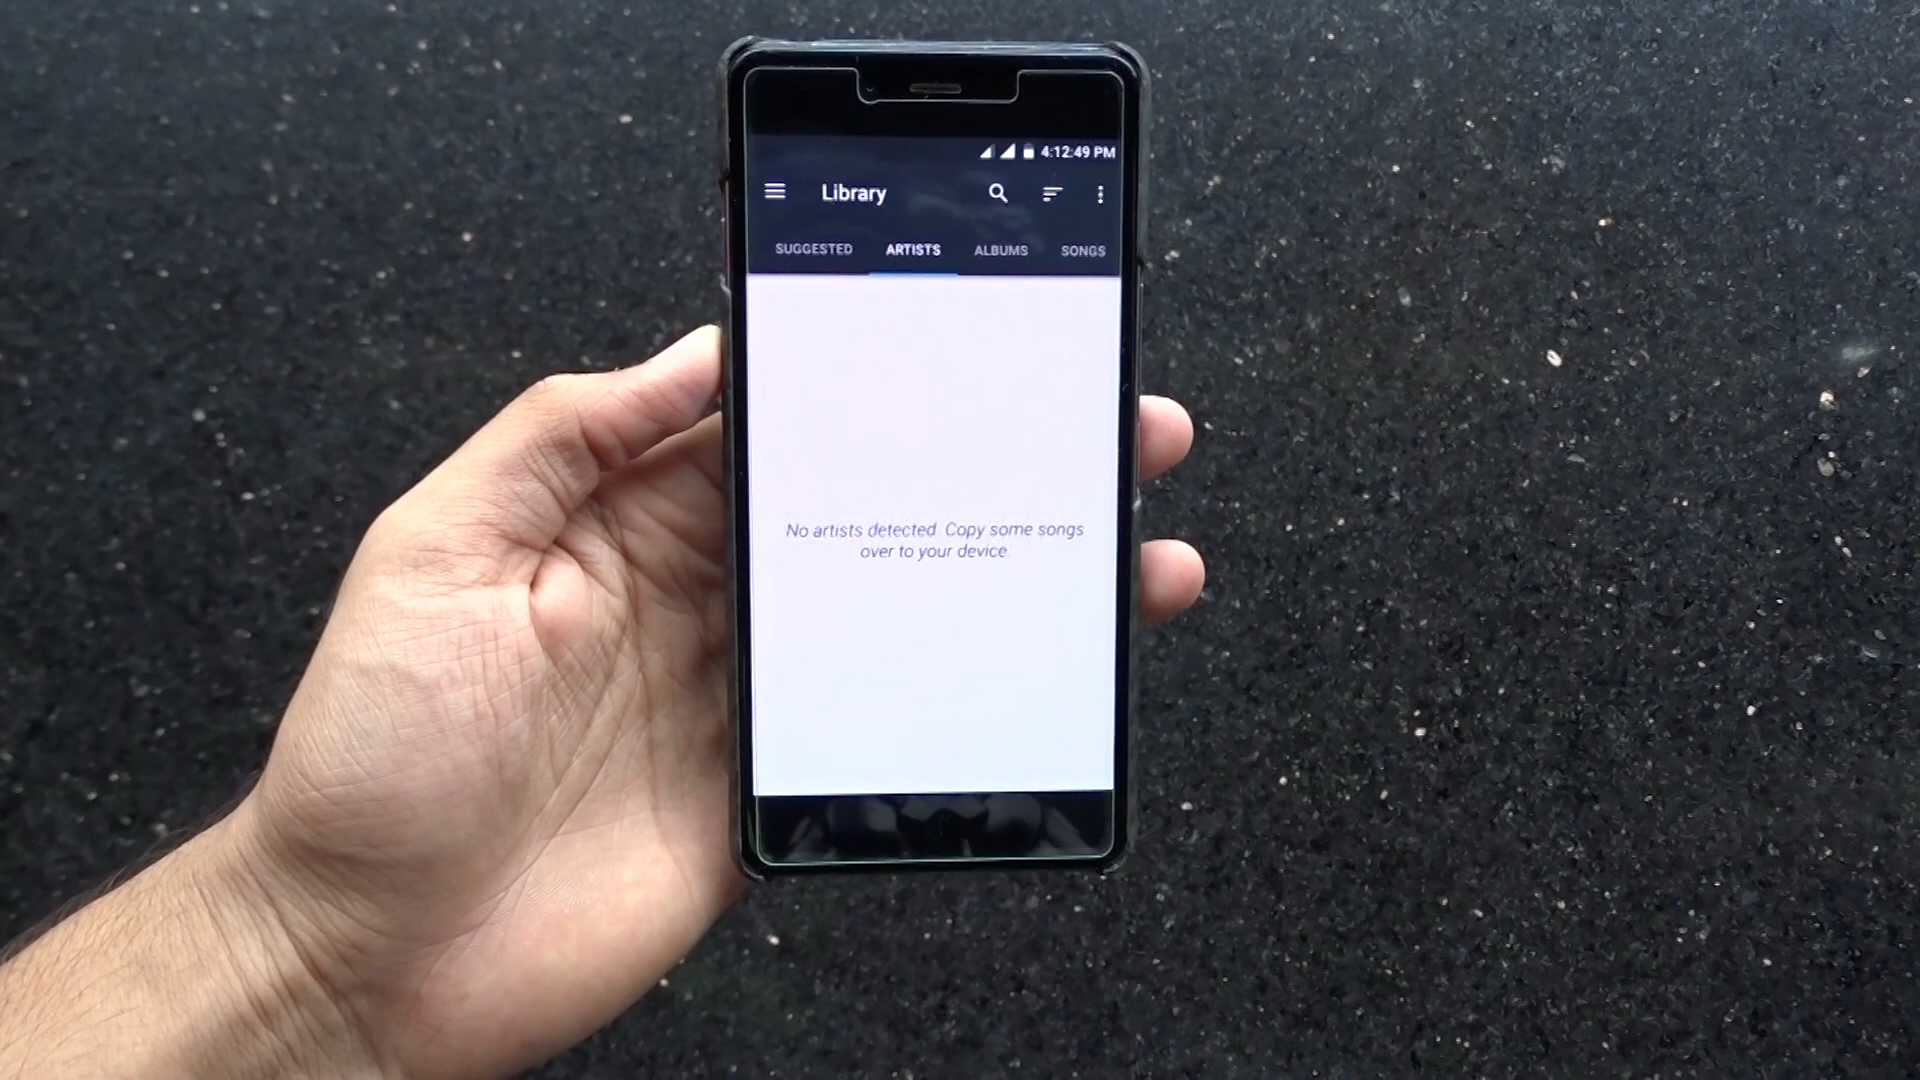 4:12:49 PM
Library
SUGGESTED ARTISTS ALBUMS SONGS
No artists detected. Copy some songs
over to your device.